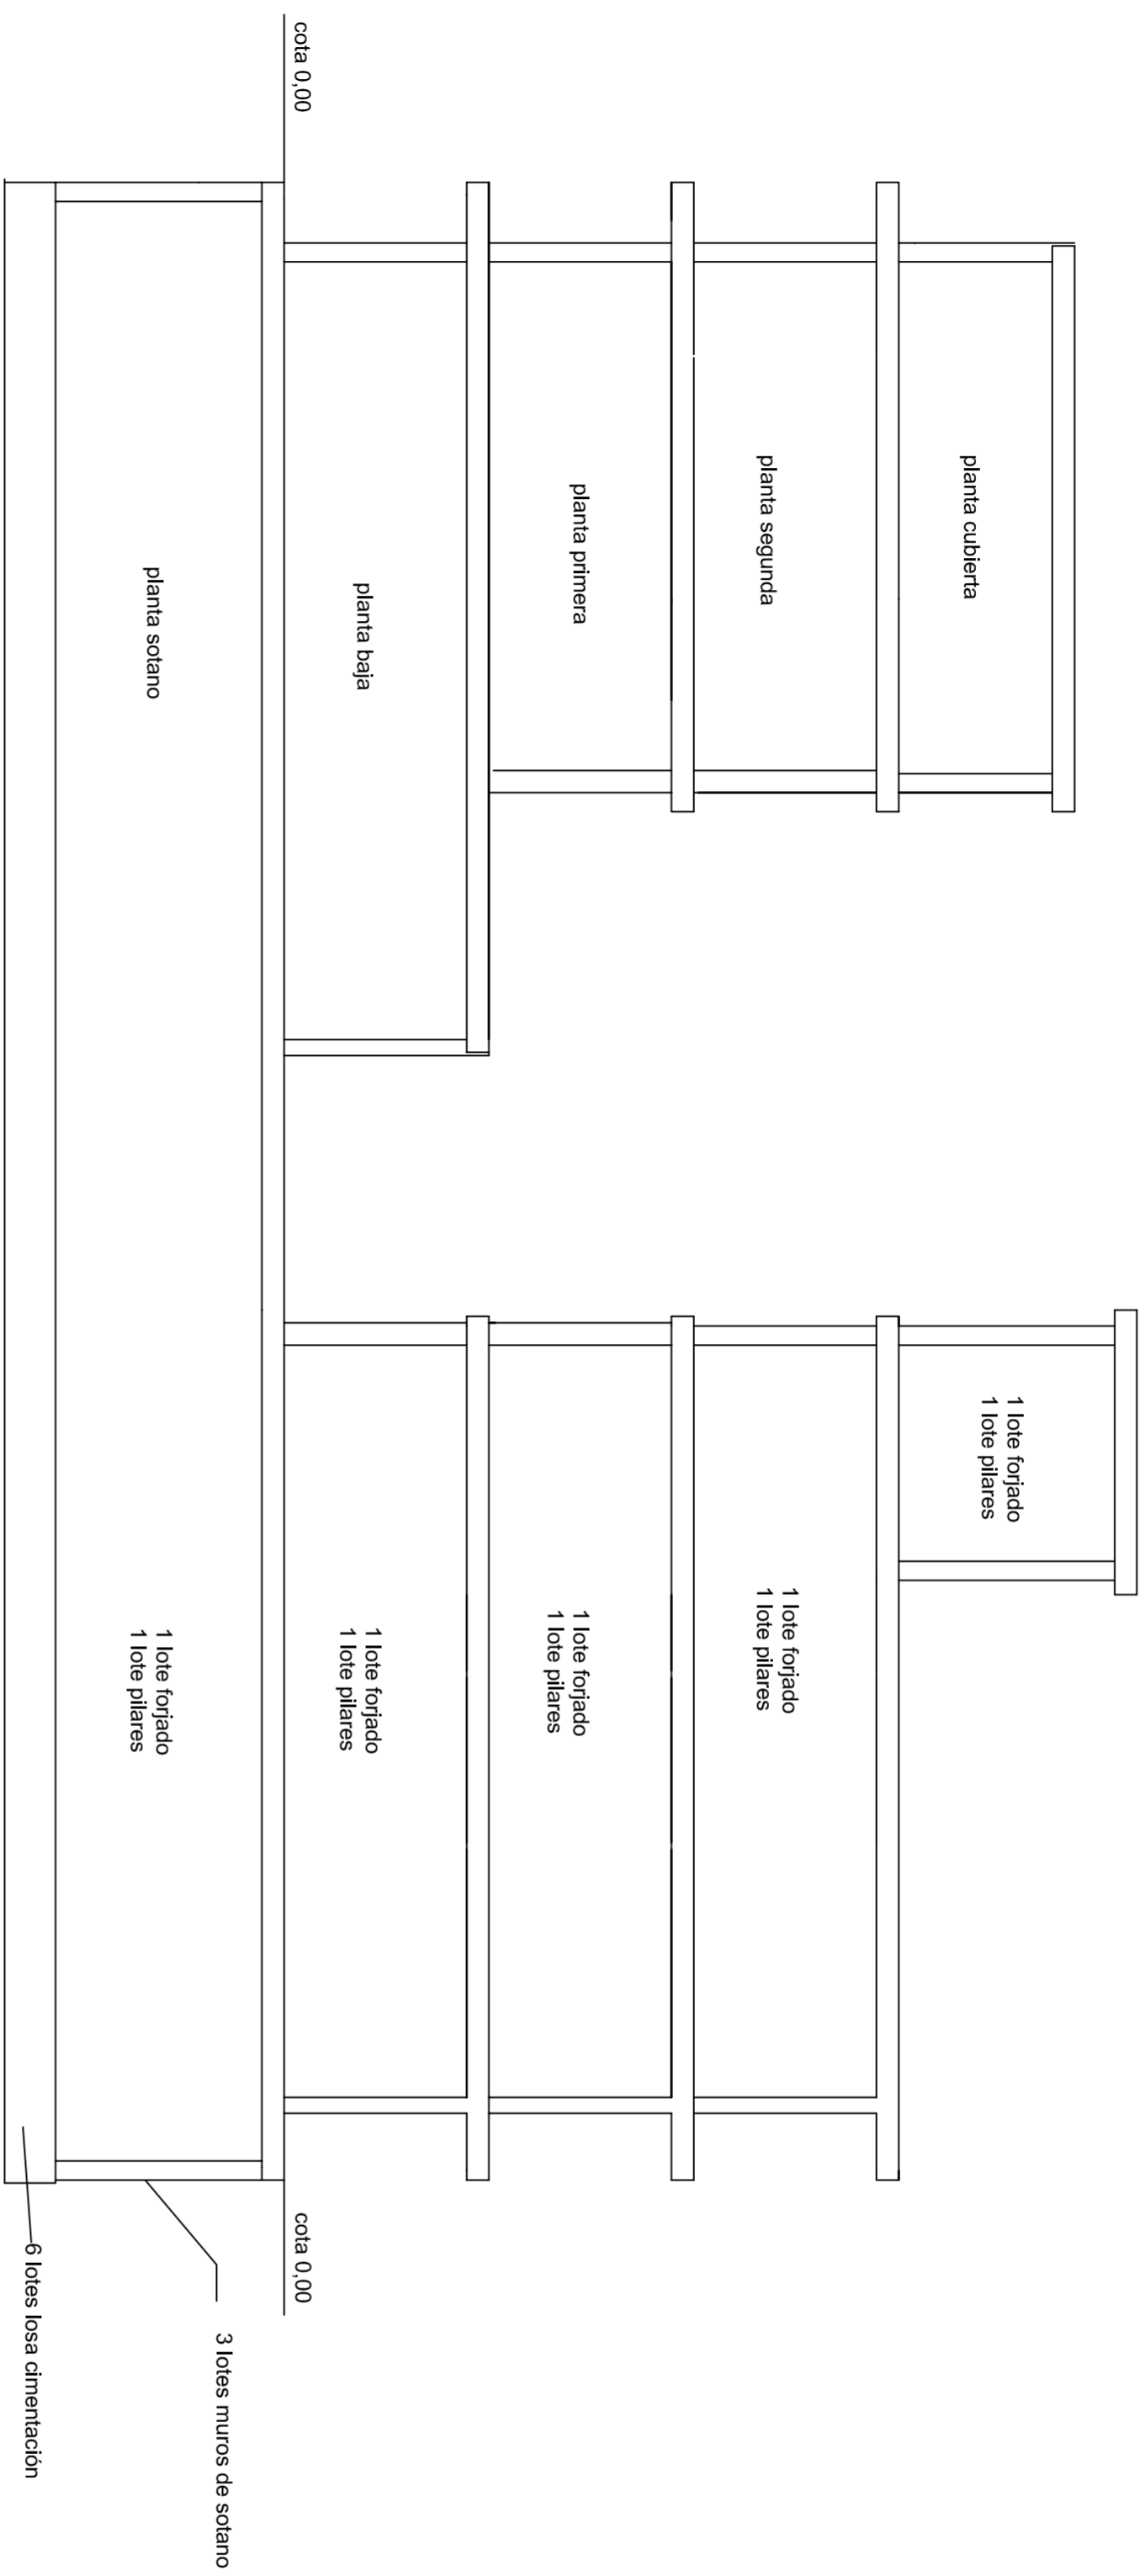 planta cubierta
1 lote forjado
1 lote pilares
planta segunda
1 lote forjado
1 lote pilares
planta primera
1 lote forjado
1 lote pilares
planta baja
1 lote forjado
1 lote pilares
cota 0,00
cota 0,00
planta sotano
1 lote forjado
1 lote pilares
3 lotes muros de sotano
6 lotes losa cimentación